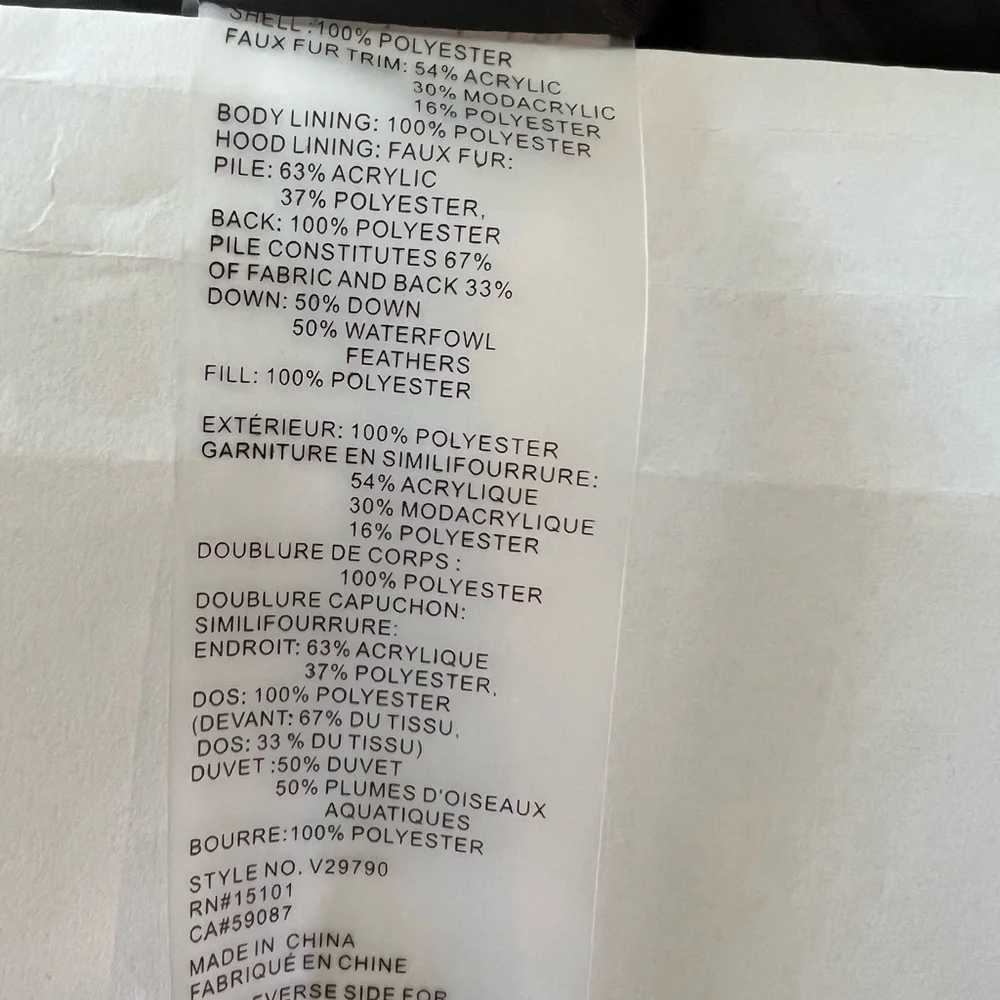 SHELL:100% POLYESTER
FAUX FUR TRIM: 54% ACRYLIC
30% MODACRYLIC
16% POLYESTER
BODY LINING: 100% POLYESTER
HOOD LINING: FAUX FUR:
PILE: 63% ACRYLIC
37% POLYESTER,
BACK: 100% POLYESTER
PILE CONSTITUTES 67%
OF FABRIC AND BACK 33%
DOWN: 50% DOWN
50% WATERFOWL
FEATHERS
FILL: 100% POLYESTER
EXTÉRIEUR: 100% POLYESTER
GARNITURE EN SIMILIFOURRURE:
54% ACRYLIQUE
30% MODACRYLIQUE
16% POLYESTER
DOUBLURE DE CORPS :
100% POLYESTER
DOUBLURE CAPUCHON:
SIMILIFOURRURE:
ENDROIT: 63% ACRYLIQUE
37% POLYESTER,
DOS: 100% POLYESTER
(DEVANT: 67% DU TISSU,
DOS: 33 % DU TISSU)
DUVET :50% DUVET
50% PLUMES D'OISEAUX
AQUATIQUES
BOURRE:100% POLYESTER
STYLE NO. V29790
RN#15101
CA#59087
MADE IN CHINA
FABRIQUÉ EN CHINE
SIDE FOR